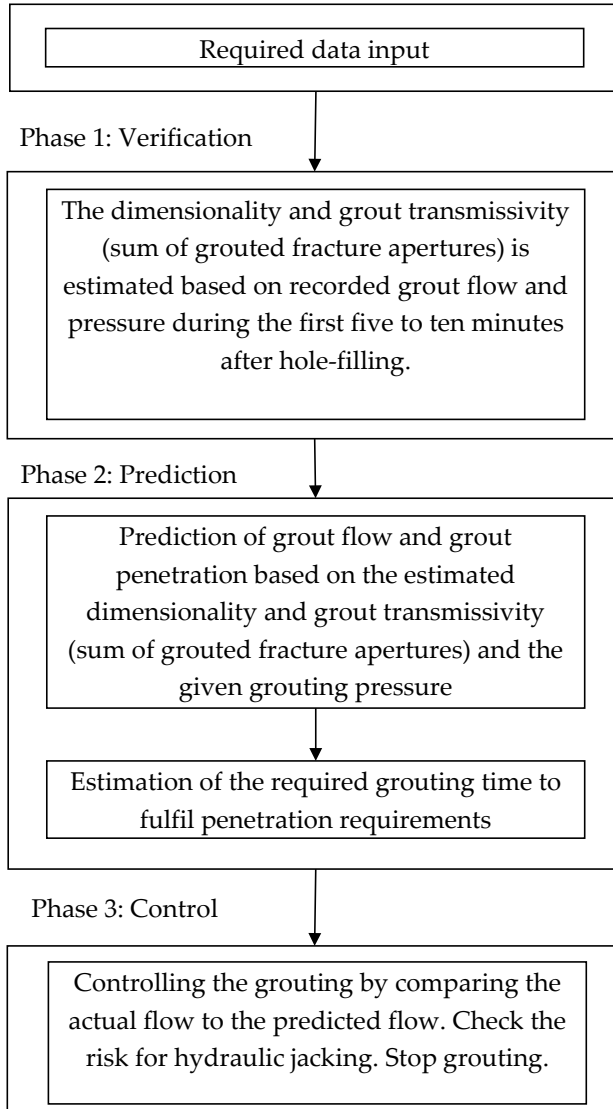 Required data input
Phase 1: Verification
The dimensionality and grout transmissivity
(sum of grouted fracture apertures) is
estimated based on recorded grout flow and
pressure during the first five to ten minutes
after hole-filling.
Phase 2: Prediction
Prediction of grout flow and grout
penetration based on the estimated
dimensionality and grout transmissivity
(sum of grouted fracture apertures) and the
given grouting pressure
Estimation of the required grouting time to
fulfil penetration requirements
Phase 3: Control
Controlling the grouting by comparing the
actual flow to the predicted flow. Check the
risk for hydraulic jacking. Stop grouting.